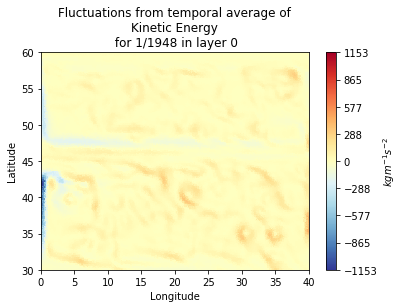 Fluctuations from temporal average of
Kinetic Energy
for 1/1948 in layer 0
60
55
50
45
40
35
30
Latitude
0 5 10 15 20 25 30 35 40
Longitude
1153
865
577
288
0
−288
−577
−865
−1153
kgm⁻¹s⁻²